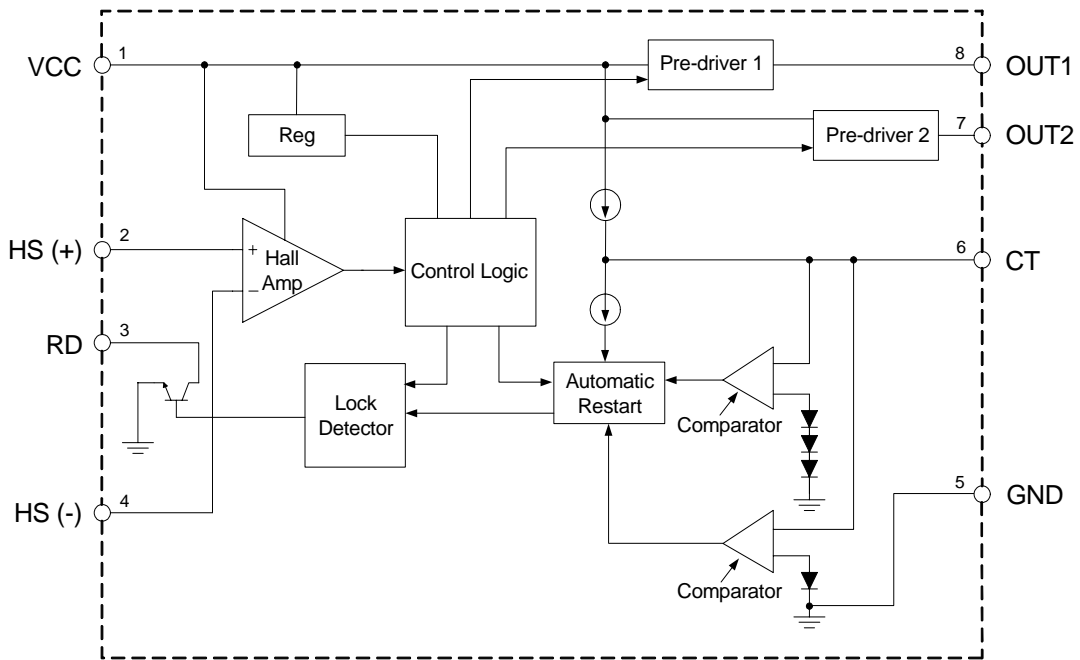 VCC
1
Pre-driver 1
8
OUT1
Reg
Pre-driver 2
7
OUT2
HS (+)
2
+
Hall
Amp
−
Control Logic
6
CT
RD
3
Lock
Detector
Automatic
Restart
Comparator
HS (-)
4
5
GND
Comparator